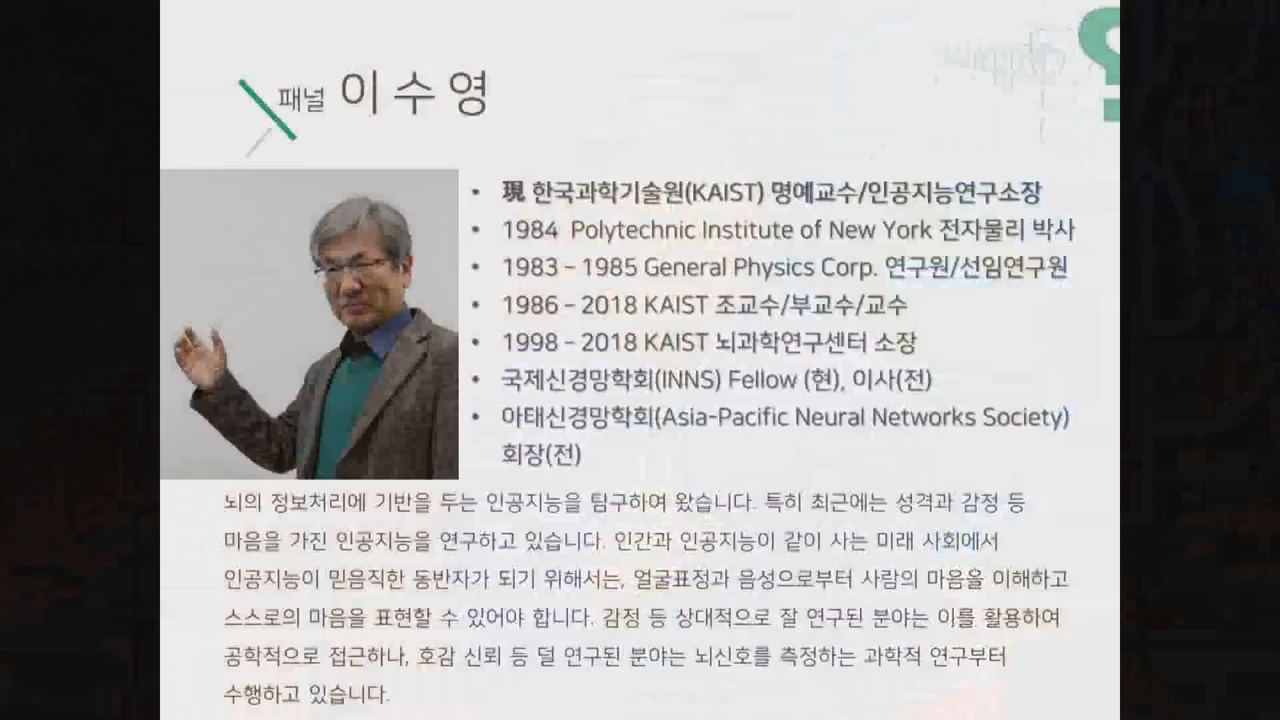 패널 이수영
• 現 한국과학기술원(KAIST) 명예교수/인공지능연구소장
• 1984 Polytechnic Institute of New York 전자물리 박사
• 1983 – 1985 General Physics Corp. 연구원/선임연구원
• 1986 – 2018 KAIST 조교수/부교수/교수
• 1998 – 2018 KAIST 뇌과학연구센터 소장
• 국제신경망학회(INNS) Fellow (현), 이사(전)
• 아태신경망학회(Asia-Pacific Neural Networks Society)
회장(전)
뇌의 정보처리에 기반을 두는 인공지능을 탐구하여 왔습니다. 특히 최근에는 성격과 감정 등
마음을 가진 인공지능을 연구하고 있습니다. 인간과 인공지능이 같이 사는 미래 사회에서
인공지능이 믿음직한 동반자가 되기 위해서는, 얼굴표정과 음성으로부터 사람의 마음을 이해하고
스스로의 마음을 표현할 수 있어야 합니다. 감정 등 상대적으로 잘 연구된 분야는 이를 활용하여
공학적으로 접근하나, 호감 신뢰 등 덜 연구된 분야는 뇌신호를 측정하는 과학적 연구부터
수행하고 있습니다.